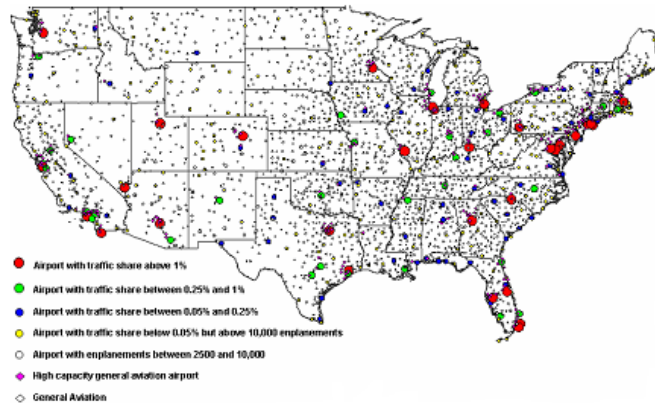 Airport with traffic share above 1%
Airport with traffic share between 0.25% and 1%
Airport with traffic share between 0.05% and 0.25%
Airport with traffic share below 0.05% but above 10,000 enplanements
Airport with enplanements between 2500 and 10,000
High capacity general aviation airport
General Aviation